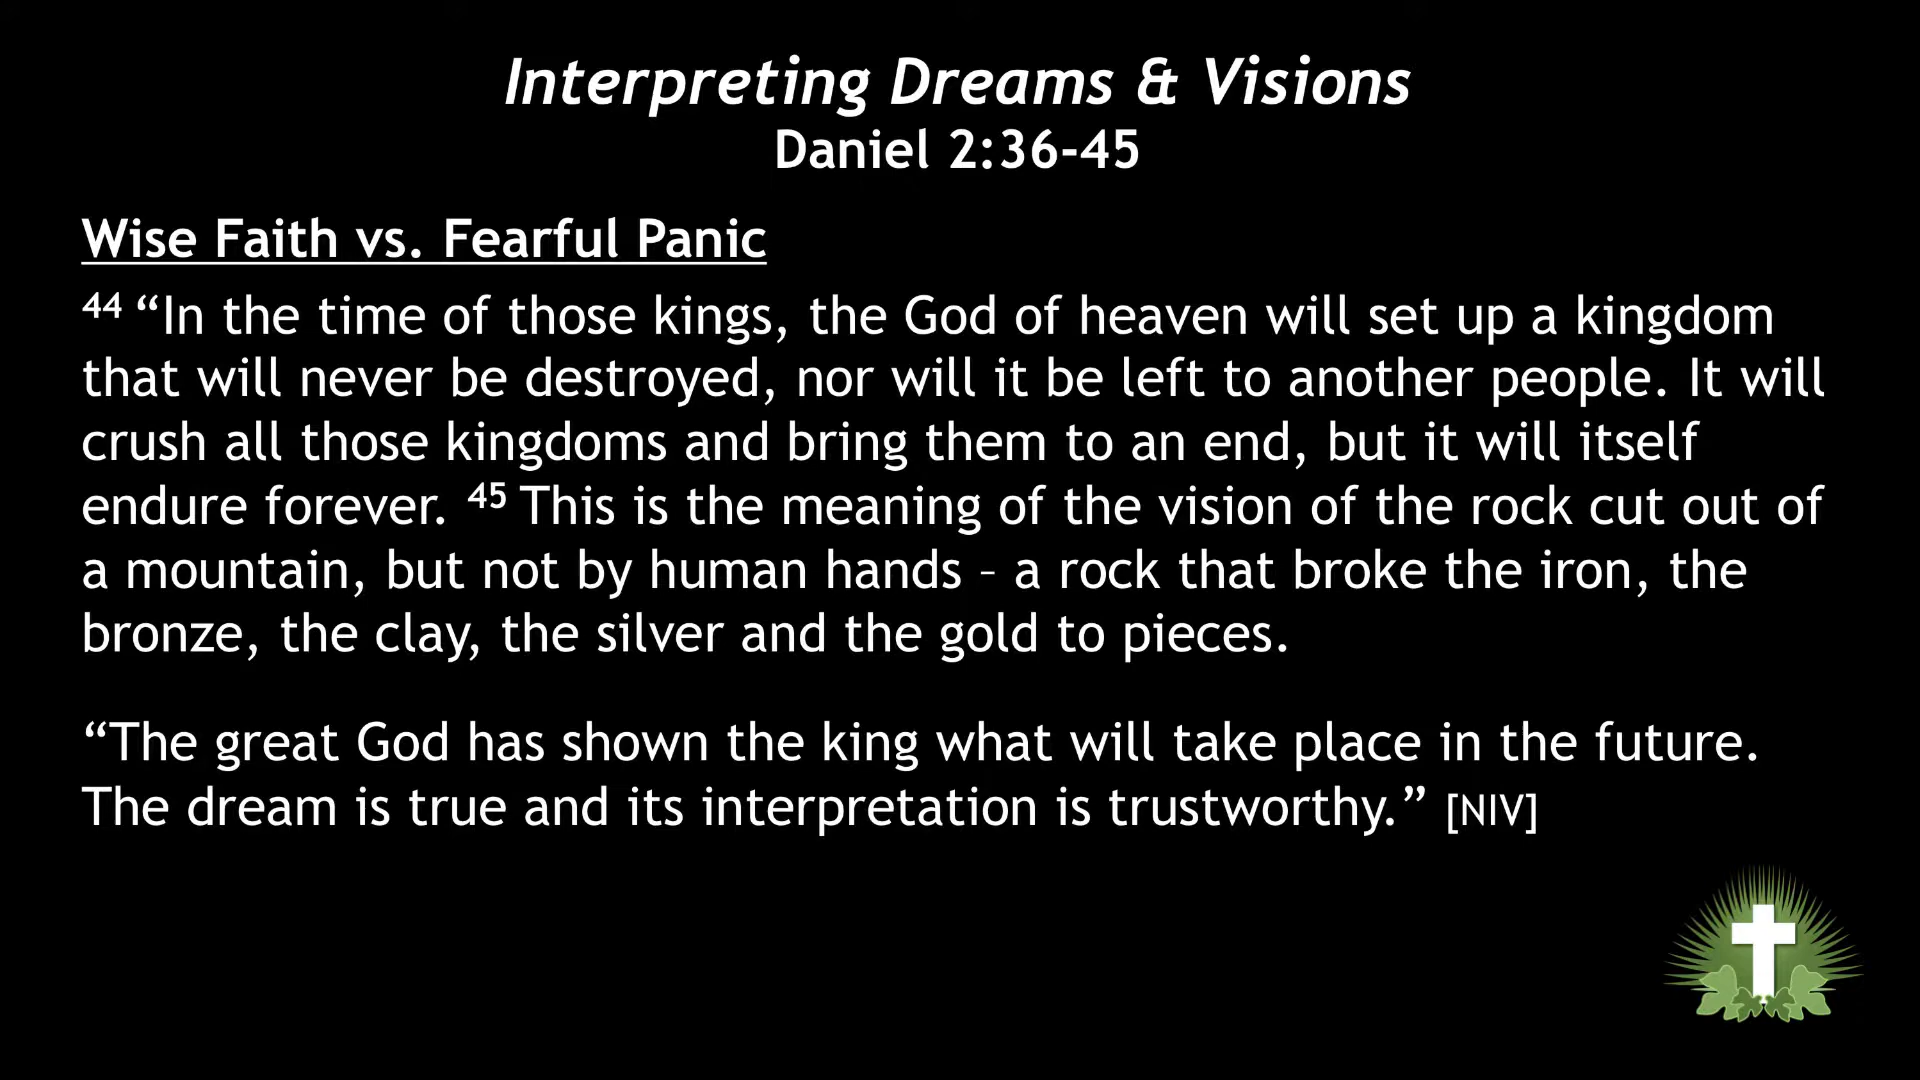 Interpreting Dreams & Visions
Daniel 2:36-45
Wise Faith vs. Fearful Panic
44 “In the time of those kings, the God of heaven will set up a kingdom
that will never be destroyed, nor will it be left to another people. It will
crush all those kingdoms and bring them to an end, but it will itself
endure forever. 45 This is the meaning of the vision of the rock cut out of
a mountain, but not by human hands – a rock that broke the iron, the
bronze, the clay, the silver and the gold to pieces.
“The great God has shown the king what will take place in the future.
The dream is true and its interpretation is trustworthy.” [NIV]